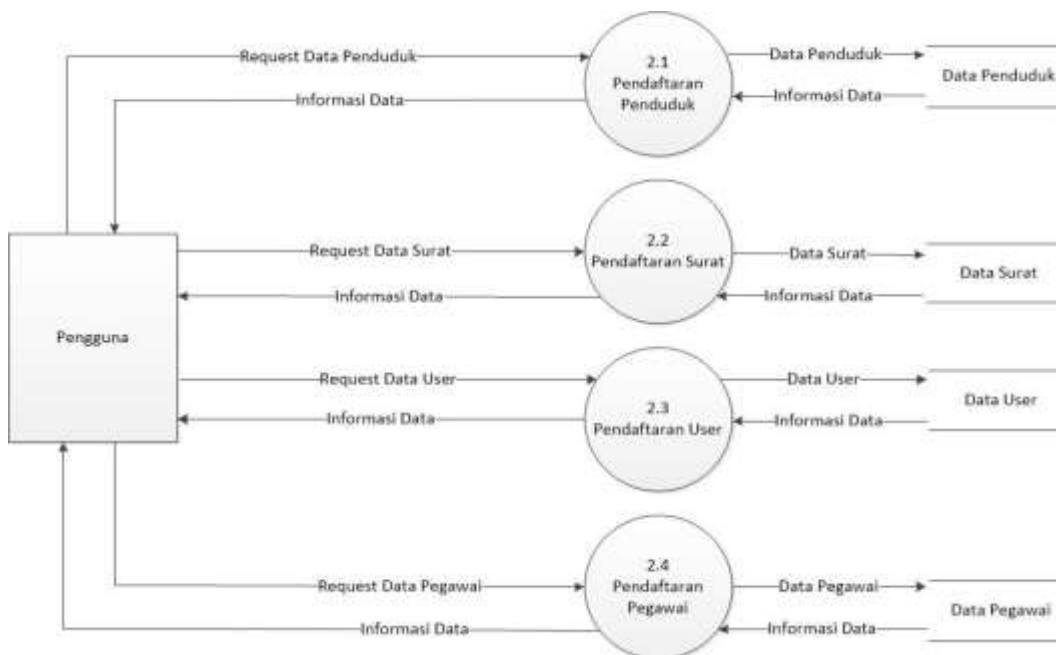 Request Data Penduduk
Informasi Data
2.1
Pendaftaran
Penduduk
Data Penduduk
Informasi Data
Data Penduduk
Pengguna
Request Data Surat
Informasi Data
2.2
Pendaftaran Surat
Data Surat
Informasi Data
Data Surat
Request Data User
Informasi Data
2.3
Pendaftaran User
Data User
Informasi Data
Data User
Request Data Pegawai
Informasi Data
2.4
Pendaftaran
Pegawai
Data Pegawai
Informasi Data
Data Pegawai